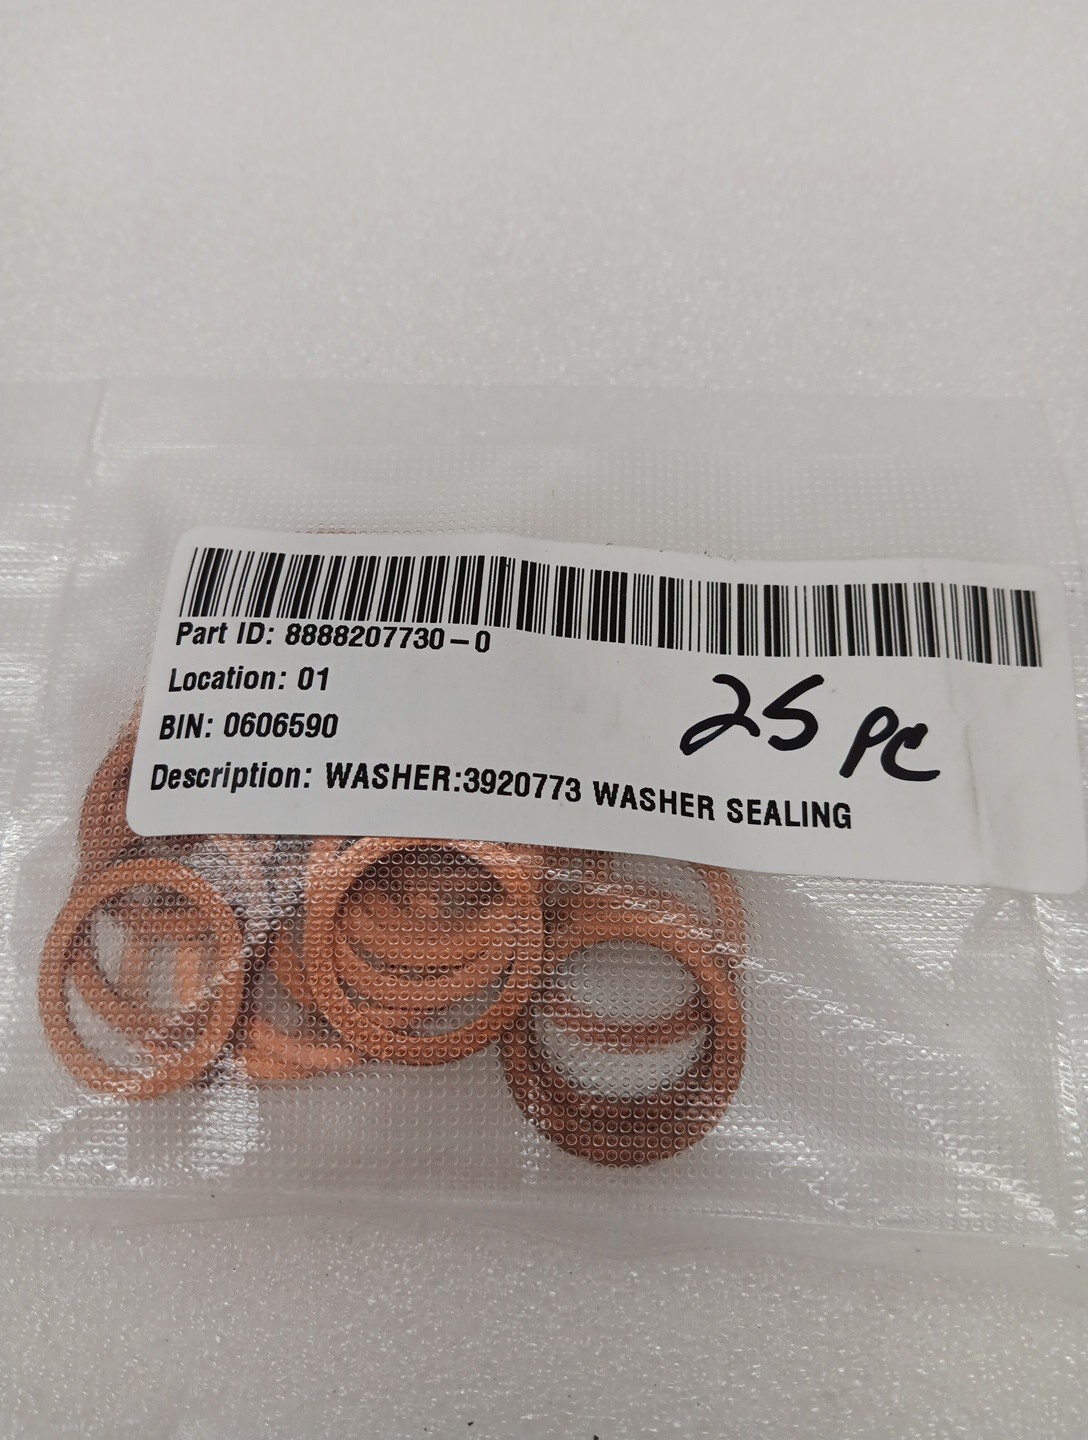 Part ID: 8888207730-0
Location: 01
BIN: 0606590
25 PC
Description: WASHER:3920773 WASHER SEALING